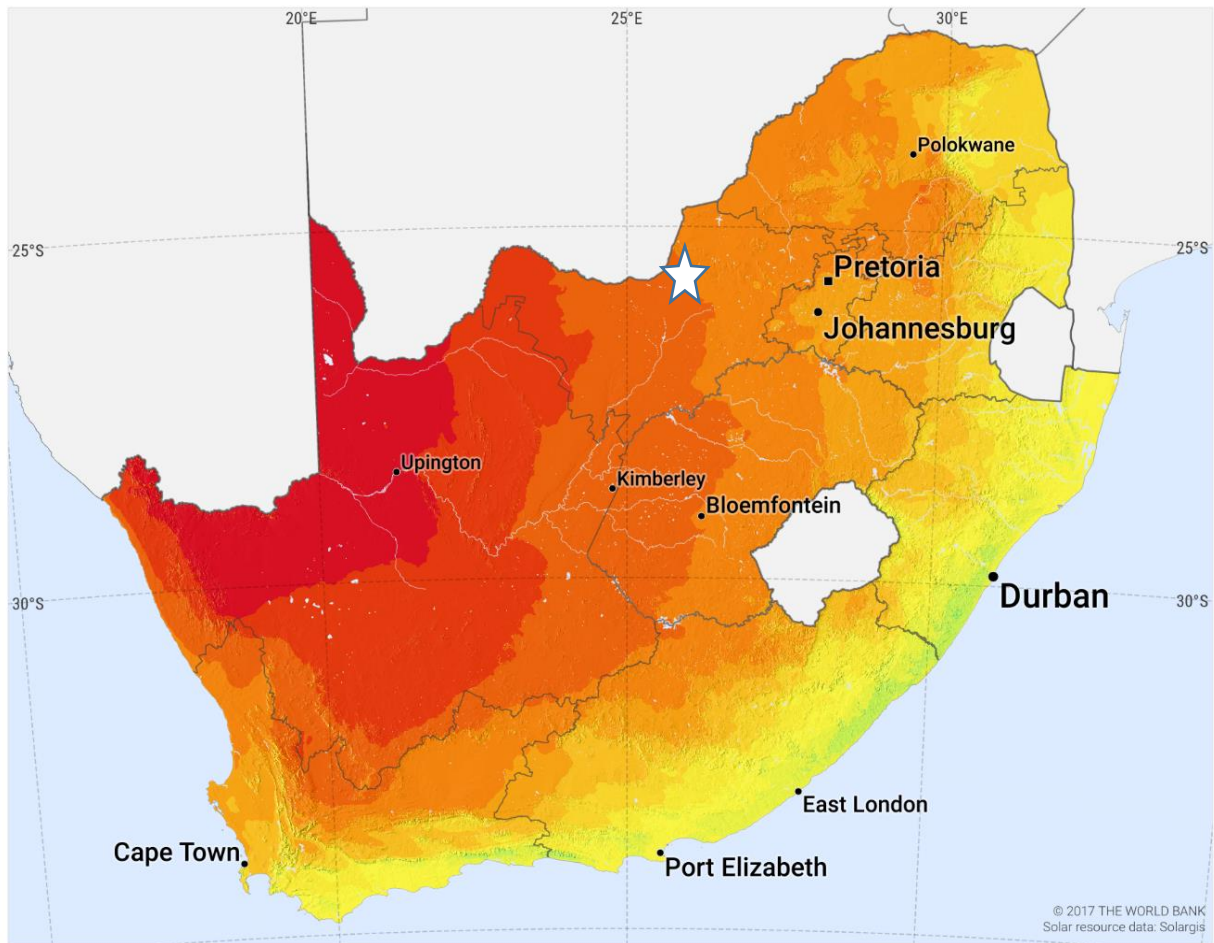 20°E
25°E
30°E
Polokwane
25°S
25°S
Pretoria
Johannesburg
Upington
Kimberley
Bloemfontein
Durban
30°S
30°S
East London
Cape Town
Port Elizabeth
© 2017 THE WORLD BANK
Solar resource data: Solargis